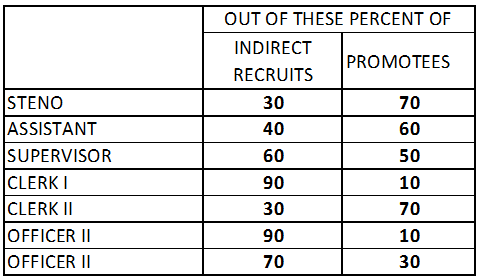 OUT OF THESE PERCENT OF
INDIRECT RECRUITS PROMOTEES
STENO 30 70
ASSISTANT 40 60
SUPERVISOR 60 50
CLERK I 90 10
CLERK II 30 70
OFFICER II 90 10
OFFICER II 70 30